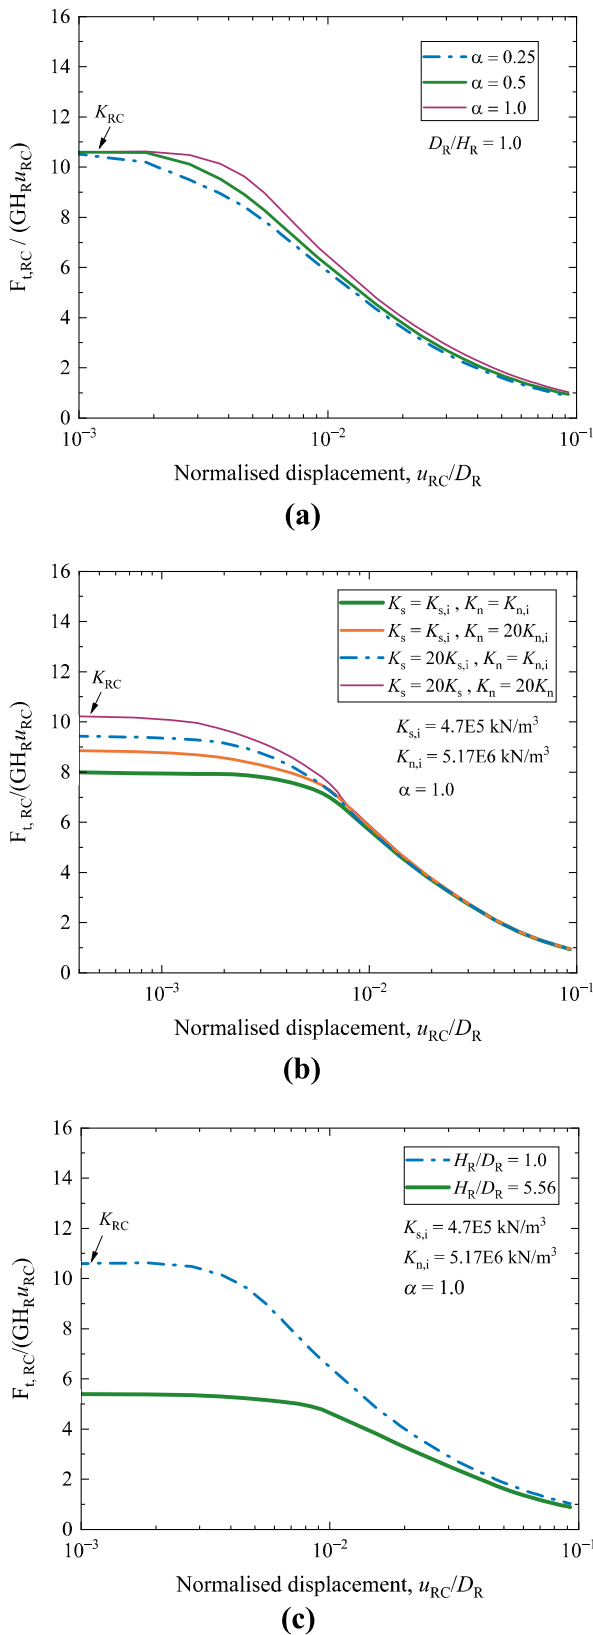 16
14
12
10
8
6
4
2
0
F_t,RC / (GH_R u_RC)
K_RC
α = 0.25
α = 0.5
α = 1.0
D_R/H_R = 1.0
10⁻³
10⁻²
10⁻¹
Normalised displacement, u_RC/D_R
(a)
16
14
12
10
8
6
4
2
0
F_t, RC/(GH_R u_RC)
K_RC
K_s = K_s,i , K_n = K_n,i
K_s = K_s,i , K_n = 20K_n,i
K_s = 20K_s,i , K_n = K_n,i
K_s = 20K_s , K_n = 20K_n
K_s,i = 4.7E5 kN/m³
K_n,i = 5.17E6 kN/m³
α = 1.0
10⁻³
10⁻²
10⁻¹
Normalised displacement, u_RC/D_R
(b)
16
14
12
10
8
6
4
2
0
F_t, RC/(GH_R u_RC)
K_RC
H_R/D_R = 1.0
H_R/D_R = 5.56
K_s,i = 4.7E5 kN/m³
K_n,i = 5.17E6 kN/m³
α = 1.0
10⁻³
10⁻²
10⁻¹
Normalised displacement, u_RC/D_R
(c)